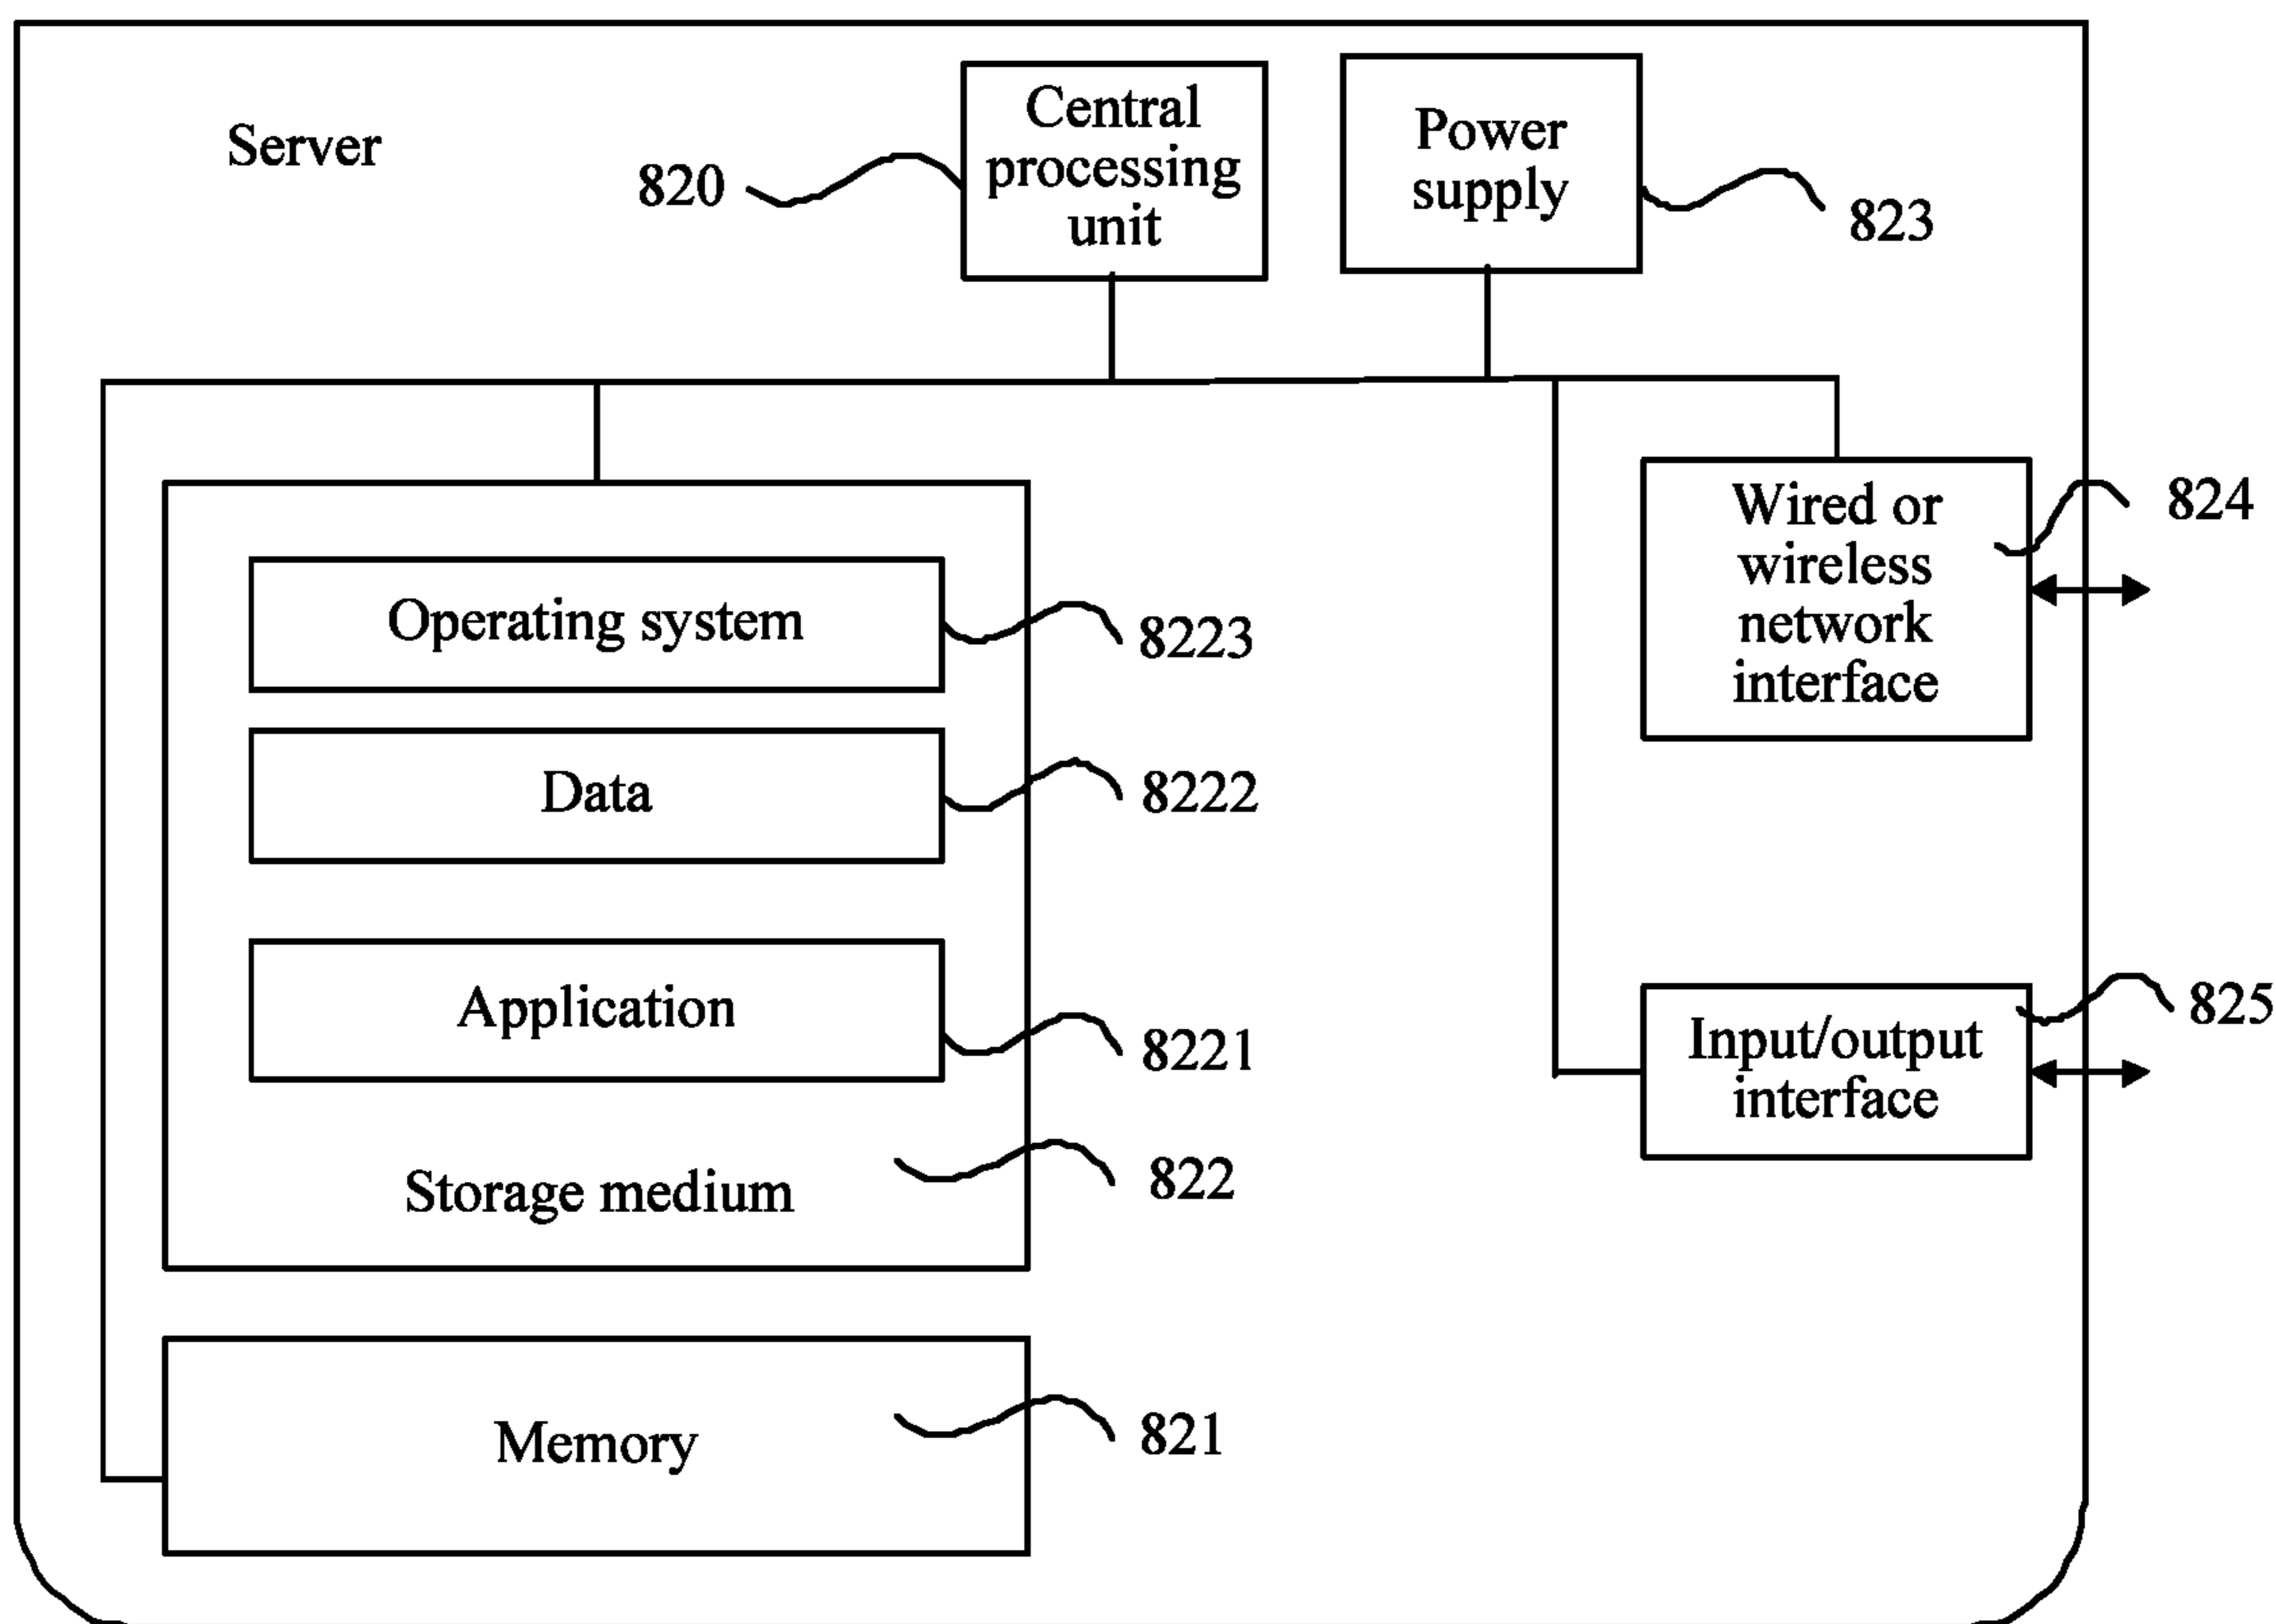 Server
820
Central
processing
unit
Power
supply
823
Operating system
8223
Data
8222
Application
8221
Storage medium
822
Memory
821
Wired or
wireless
network
interface
824
Input/output
interface
825